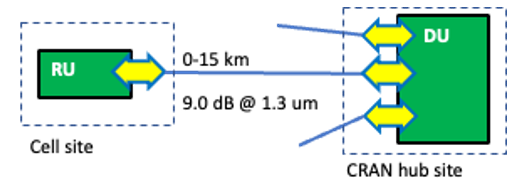 RU
0-15 km
9.0 dB @ 1.3 um
Cell site
DU
CRAN hub site